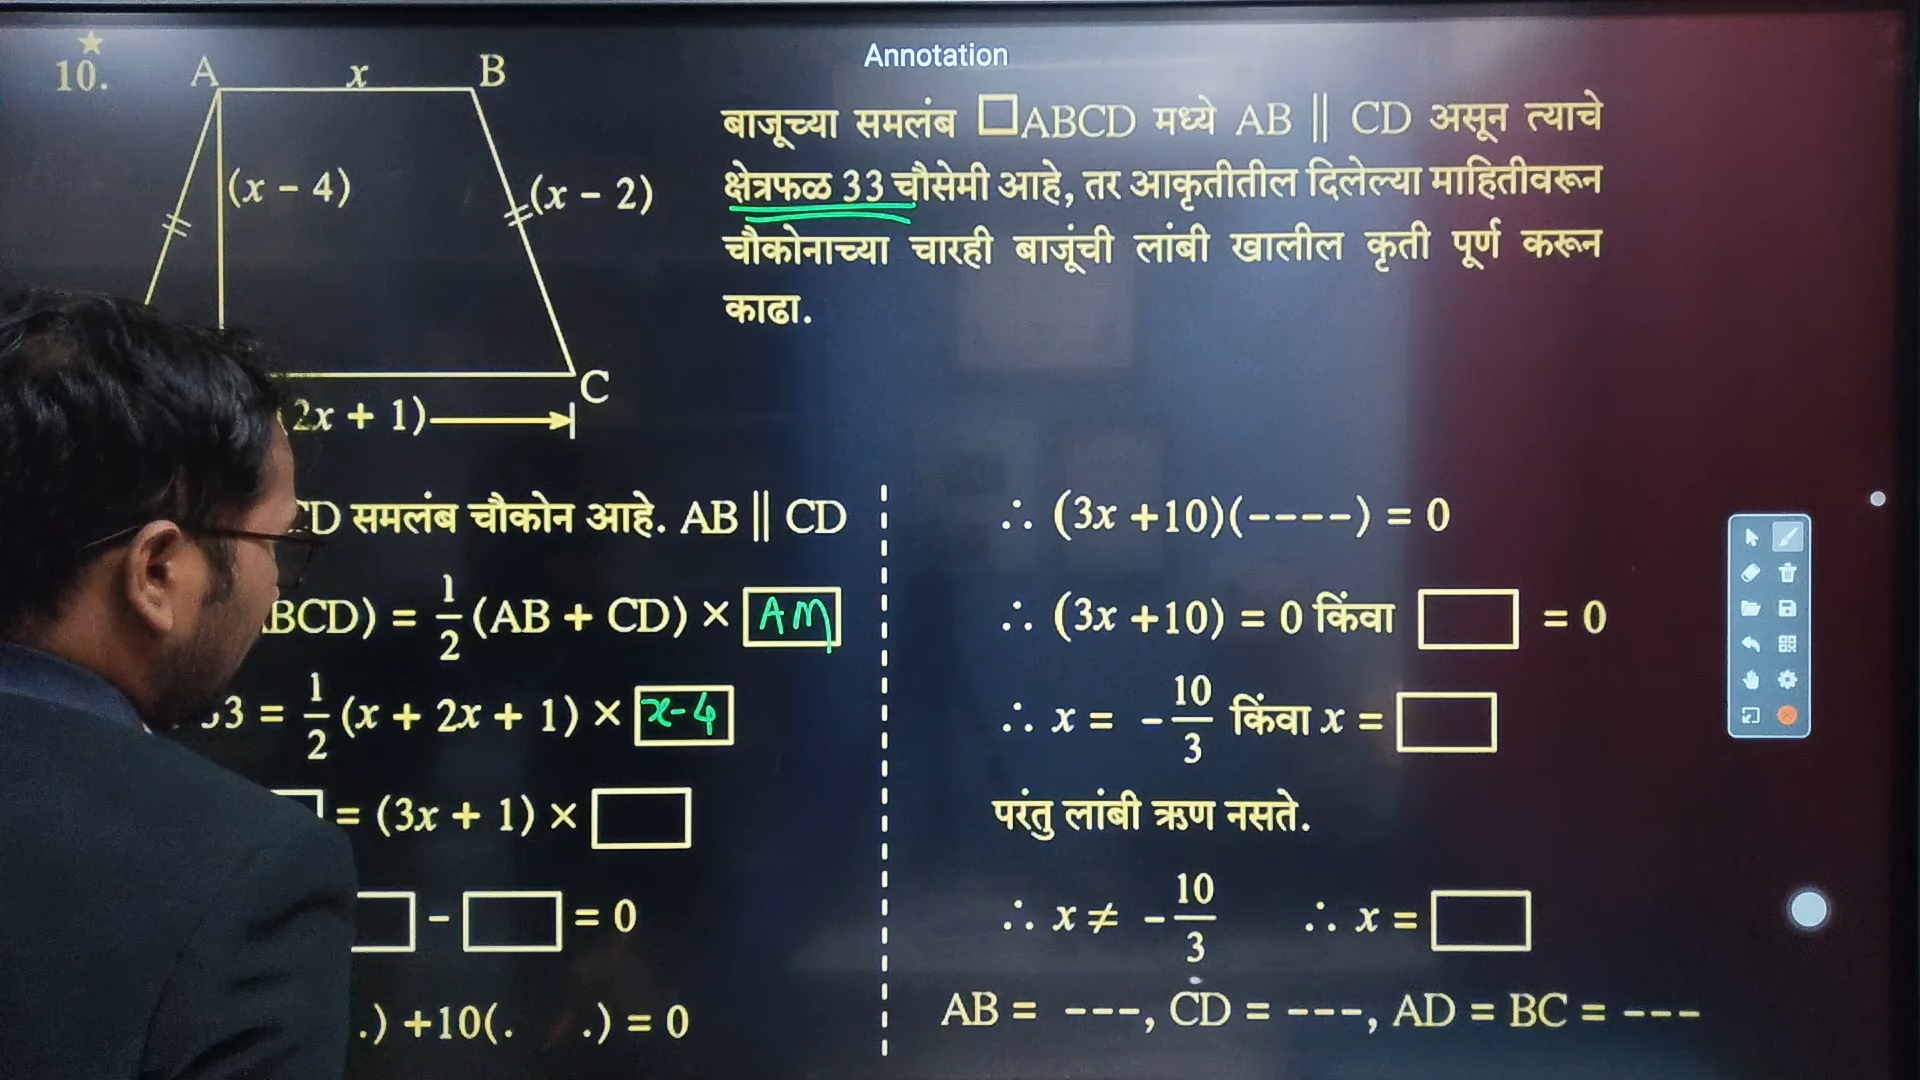 Annotation
10.
A x B
(x – 4)
(x – 2)
C
2x + 1)
बाजूच्या समलंब □ABCD मध्ये AB || CD असून त्याचे
क्षेत्रफळ 33 चौसेमी आहे, तर आकृतीतील दिलेल्या माहितीवरून
चौकोनाच्या चारही बाजूंची लांबी खालील कृती पूर्ण करून
काढा.
CD समलंब चौकोन आहे. AB || CD
BCD) = 1/2 (AB + CD) × AM
33 = 1/2 (x + 2x + 1) × x-4
= (3x + 1) × □
□ – □ = 0
.) +10(. .) = 0
∴ (3x +10)(----) = 0
∴ (3x +10) = 0 किंवा □ = 0
∴ x = – 10/3 किंवा x = □
परंतु लांबी ऋण नसते.
∴ x ≠ – 10/3 ∴ x = □
AB = ---, CD = ---, AD = BC = ---